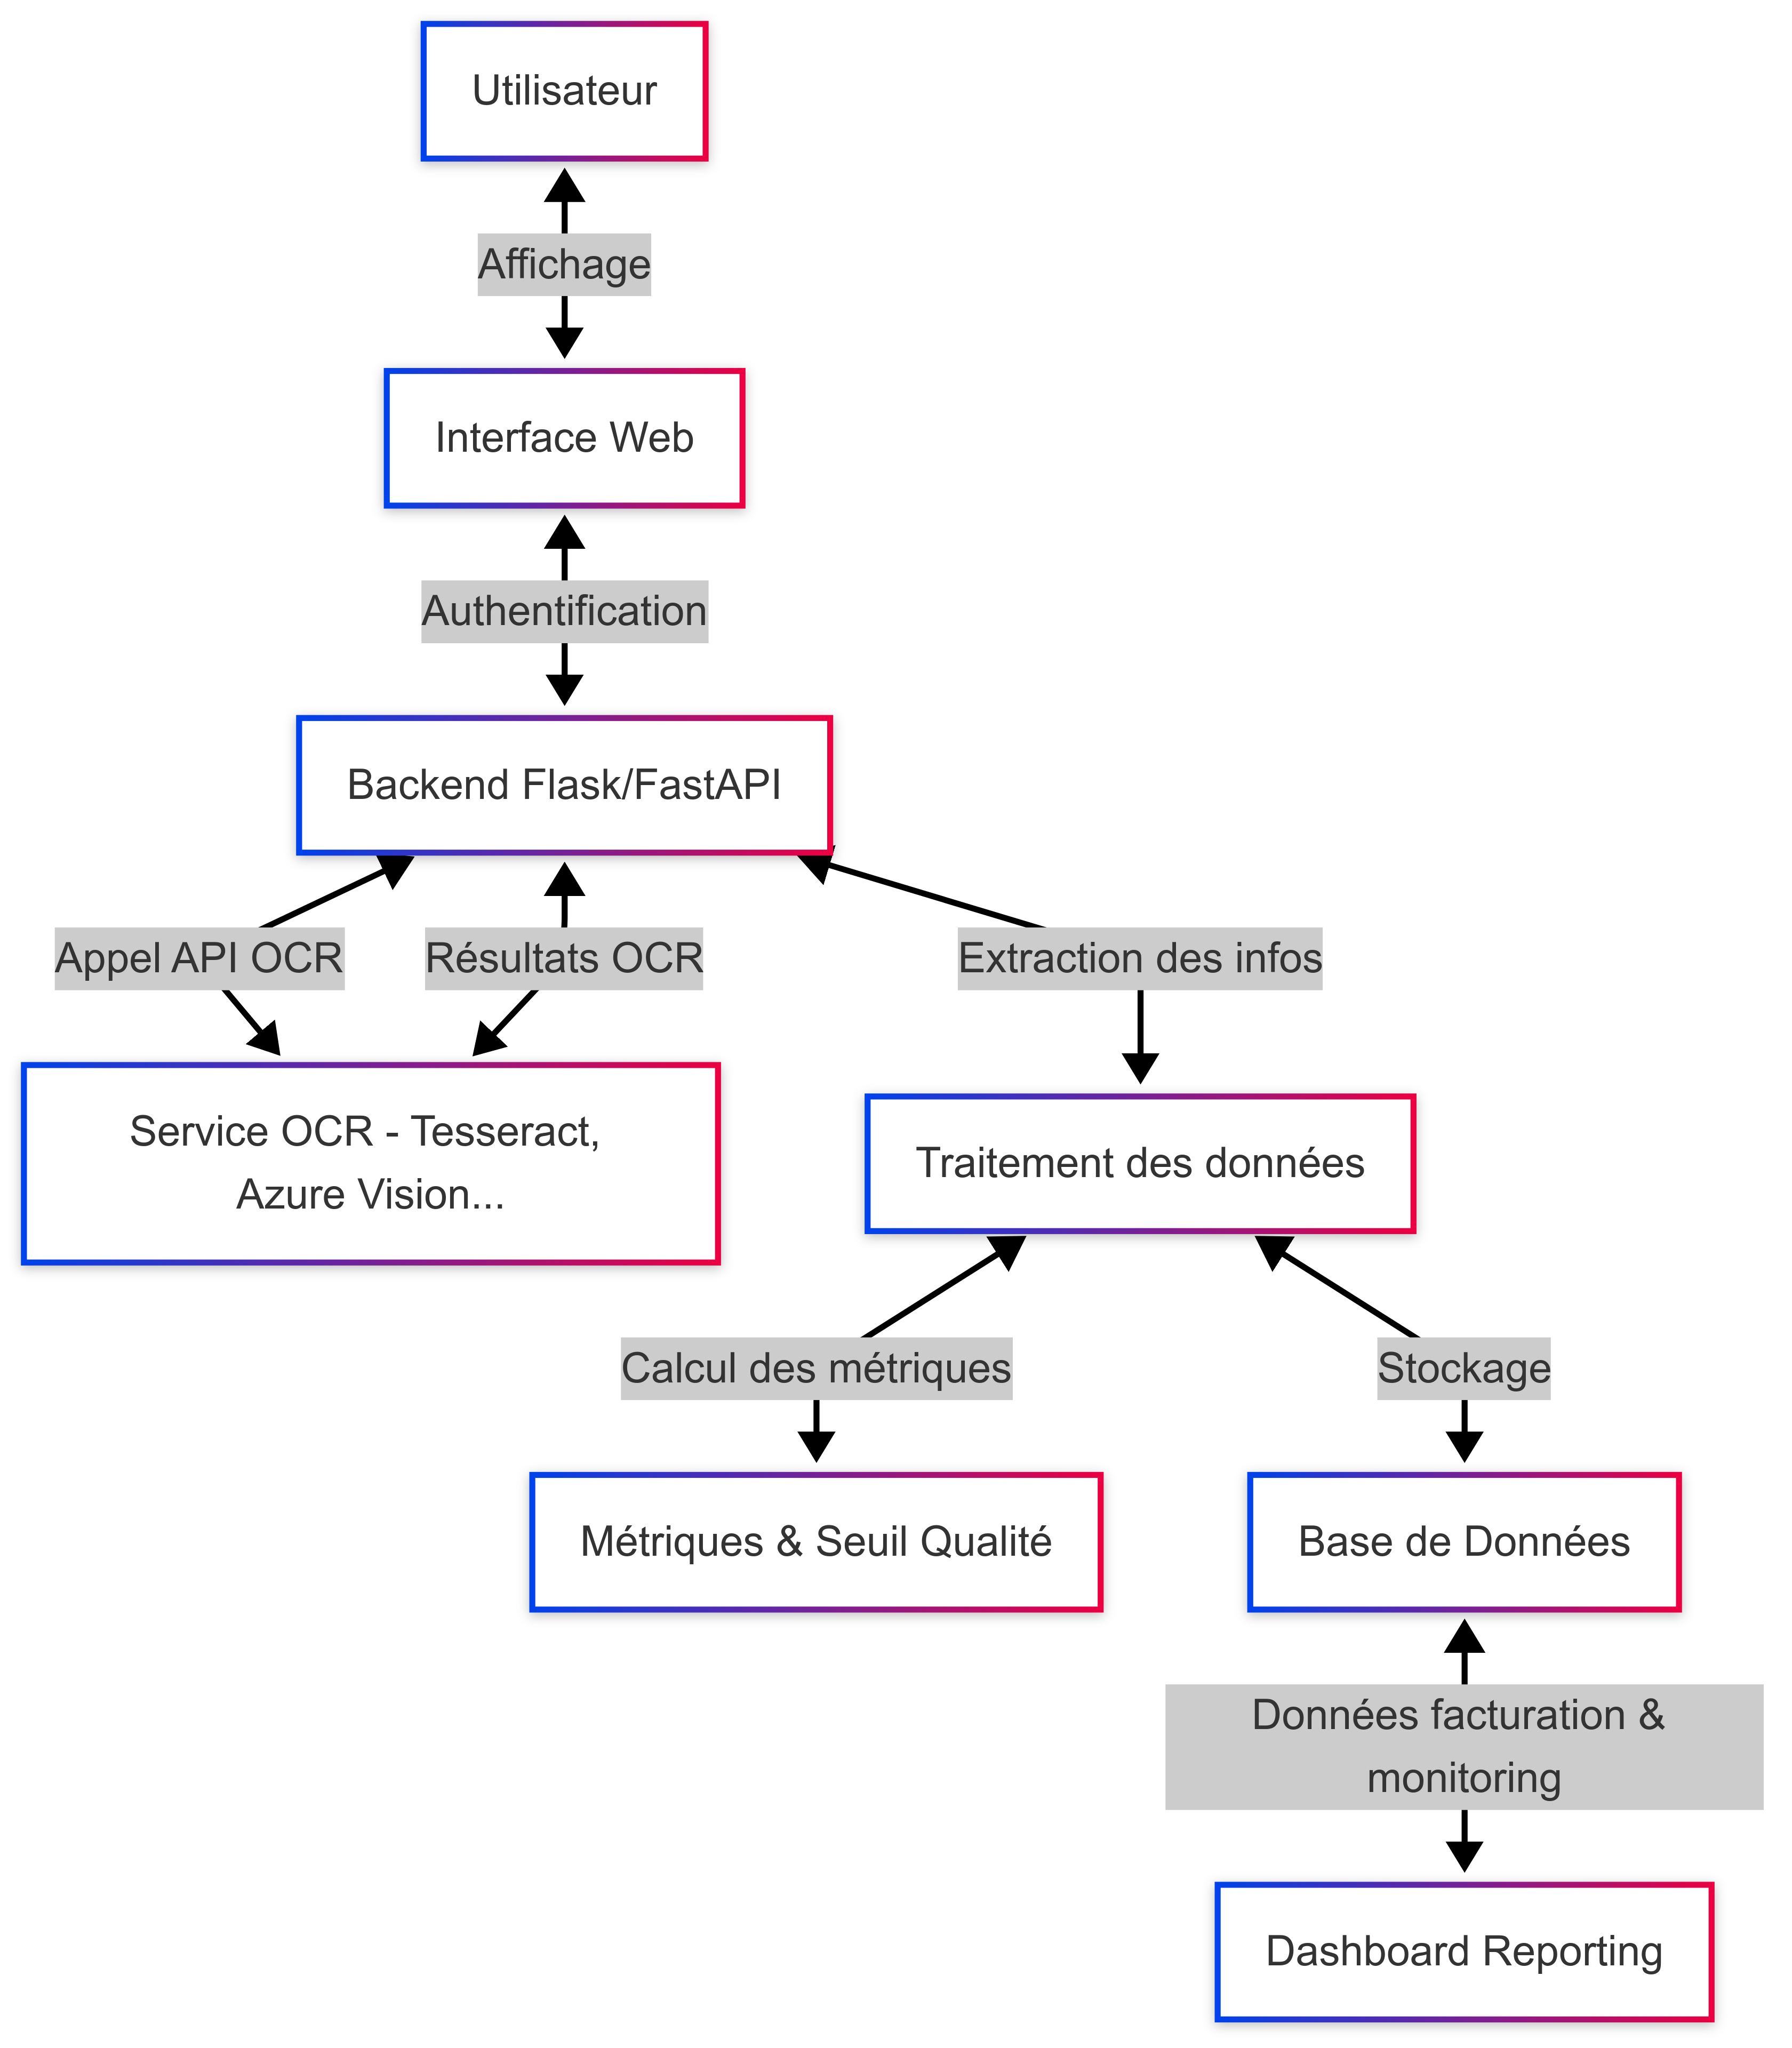 Utilisateur
Affichage
Interface Web
Authentification
Backend Flask/FastAPI
Appel API OCR
Résultats OCR
Extraction des infos
Service OCR - Tesseract,
Azure Vision...
Traitement des données
Calcul des métriques
Stockage
Métriques & Seuil Qualité
Base de Données
Données facturation &
monitoring
Dashboard Reporting